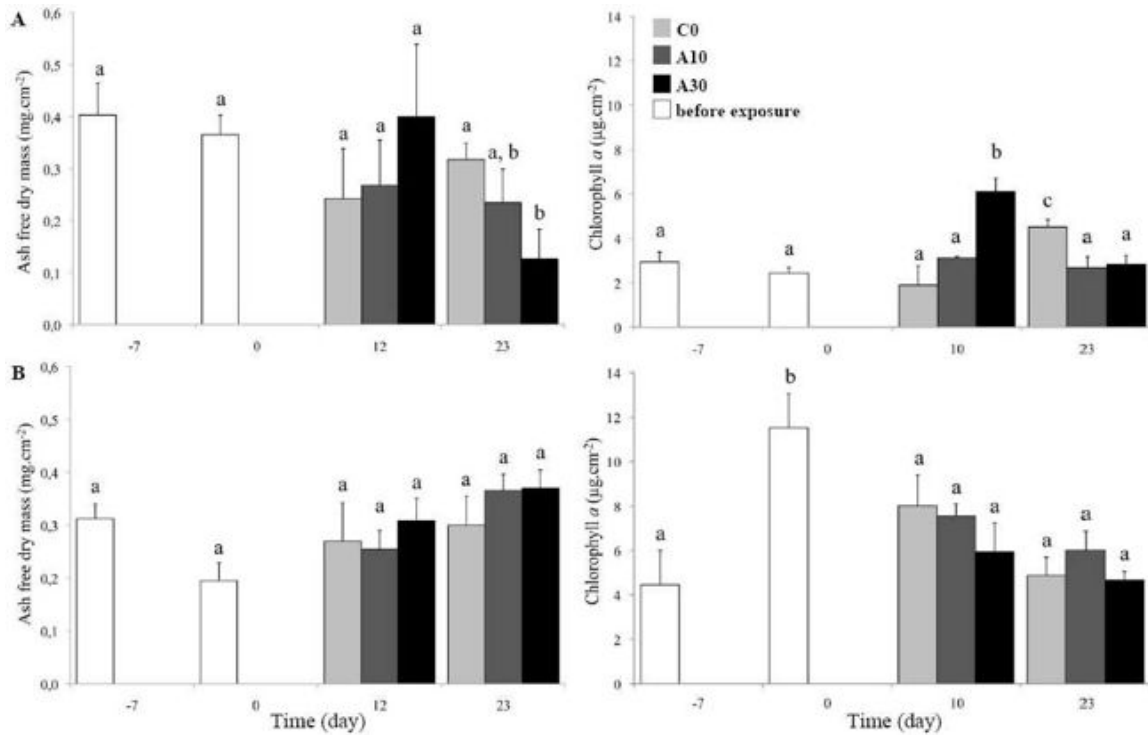 A
Ash free dry mass (mg.cm-2)
0,6
0,5
0,4
0,3
0,2
0,1
0,0
a
a
a
a
a
a
a, b
b
-7
0
12
23
Chlorophyll a (µg.cm-2)
14
12
10
8
6
4
2
0
C0
A10
A30
before exposure
a
a
a
a
b
c
a
a
-7
0
10
23
B
Ash free dry mass (mg.cm-2)
0,6
0,5
0,4
0,3
0,2
0,1
0,0
a
a
a
a
a
a
a
a
-7
0
12
23
Time (day)
Chlorophyll a (µg.cm-2)
14
12
10
8
6
4
2
0
a
b
a
a
a
a
a
a
-7
0
10
23
Time (day)